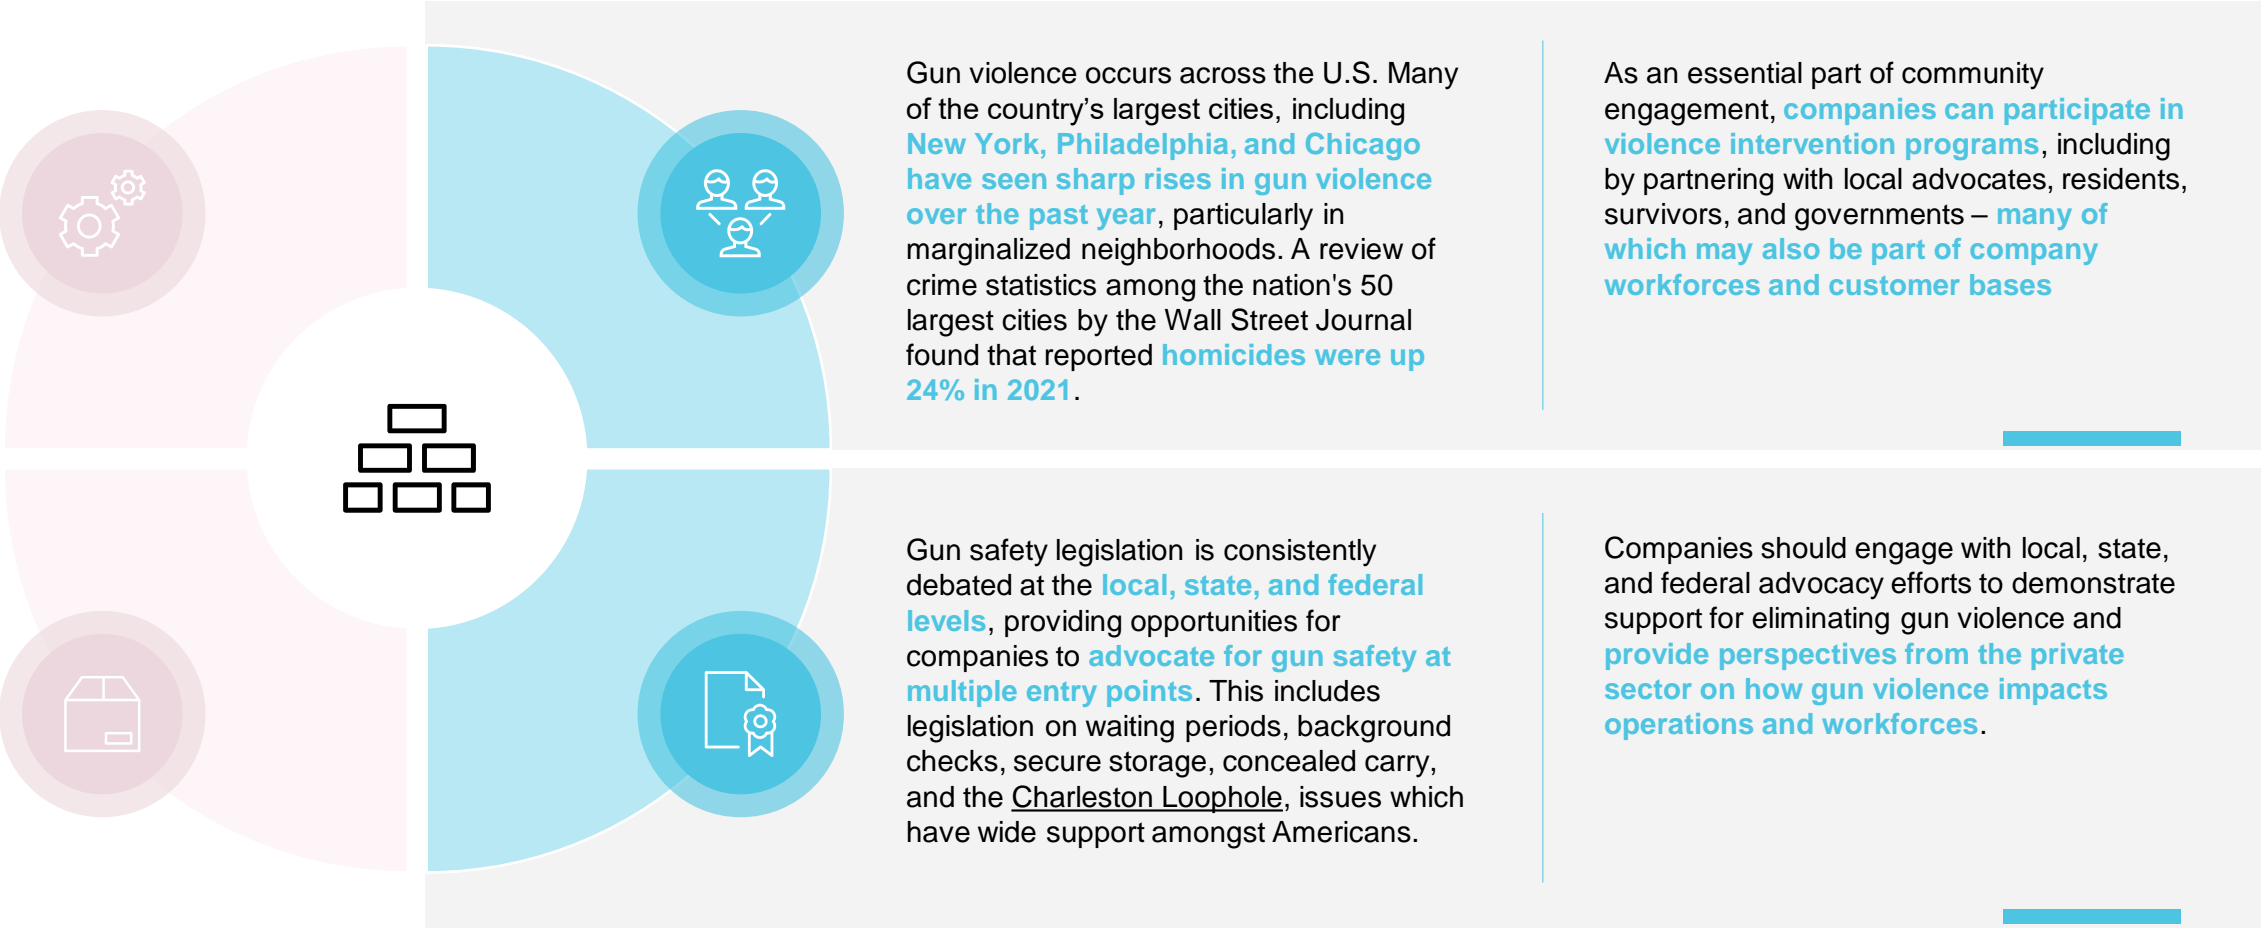 Gun violence occurs across the U.S. Many
of the country’s largest cities, including
New York, Philadelphia, and Chicago
have seen sharp rises in gun violence
over the past year, particularly in
marginalized neighborhoods. A review of
crime statistics among the nation's 50
largest cities by the Wall Street Journal
found that reported homicides were up
24% in 2021.
As an essential part of community
engagement, companies can participate in
violence intervention programs, including
by partnering with local advocates, residents,
survivors, and governments – many of
which may also be part of company
workforces and customer bases
Gun safety legislation is consistently
debated at the local, state, and federal
levels, providing opportunities for
companies to advocate for gun safety at
multiple entry points. This includes
legislation on waiting periods, background
checks, secure storage, concealed carry,
and the Charleston Loophole, issues which
have wide support amongst Americans.
Companies should engage with local, state,
and federal advocacy efforts to demonstrate
support for eliminating gun violence and
provide perspectives from the private
sector on how gun violence impacts
operations and workforces.